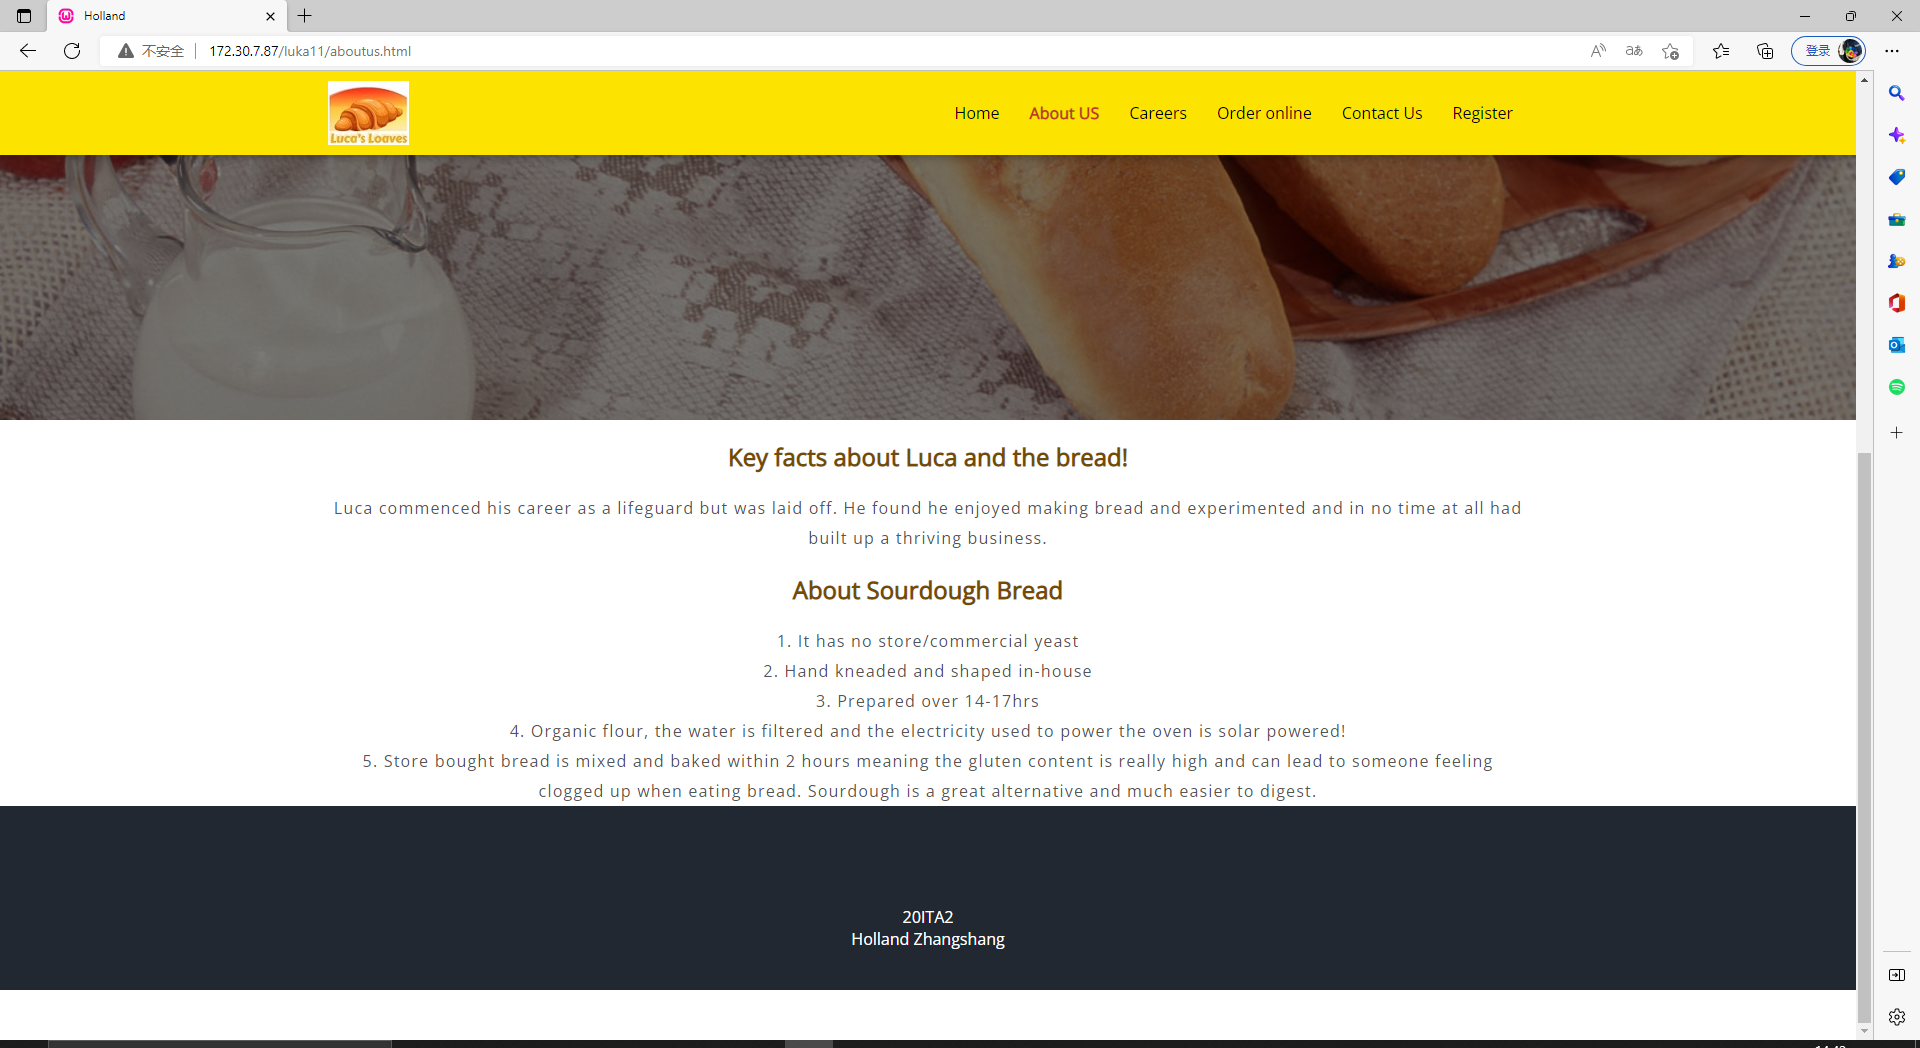 Holland
不安全
172.30.7.87/luka11/aboutus.html
登录
Luca's Loaves
Home
About US
Careers
Order online
Contact Us
Register
Key facts about Luca and the bread!
Luca commenced his career as a lifeguard but was laid off. He found he enjoyed making bread and experimented and in no time at all had
built up a thriving business.
About Sourdough Bread
1. It has no store/commercial yeast
2. Hand kneaded and shaped in-house
3. Prepared over 14-17hrs
4. Organic flour, the water is filtered and the electricity used to power the oven is solar powered!
5. Store bought bread is mixed and baked within 2 hours meaning the gluten content is really high and can lead to someone feeling
clogged up when eating bread. Sourdough is a great alternative and much easier to digest.
20ITA2
Holland Zhangshang